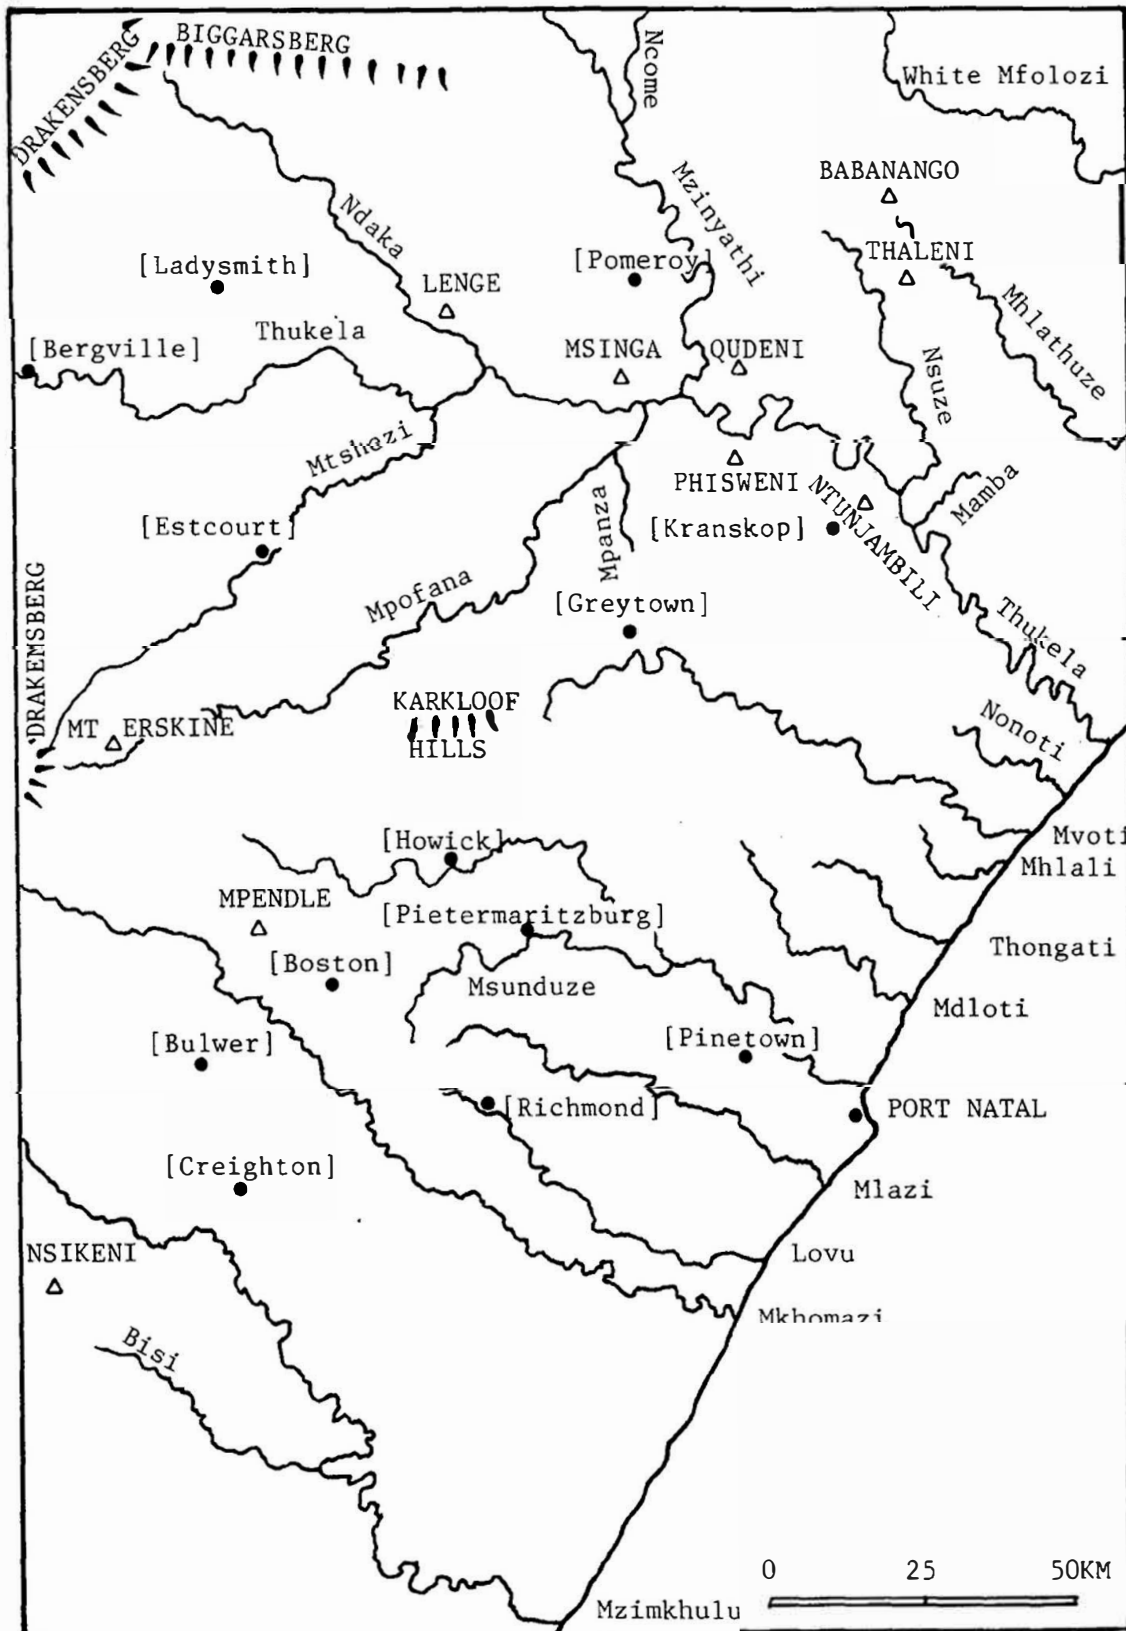 BIGGARSBERG
DRAKENSBERG
Ncome
White Mfolozi
BABANANGO
Mzinyathi
Ndaka
[Ladysmith]
[Pomeroy]
THALENI
LENGE
Mhlathuze
Thukela
[Bergville]
MSINGA
QUDENI
Nsuze
Mtshezi
PHISWENI
NTUNJAMBILI
Mamba
[Estcourt]
Mpanza
[Kranskop]
Mpofana
[Greytown]
Thukela
DRAKEMSBERG
KARKLOOF
HILLS
MT ERSKINE
Nonoti
[Howick]
Mvoti
Mhlali
MPENDLE
[Pietermaritzburg]
Thongati
[Boston]
Msunduze
Mdloti
[Bulwer]
[Pinetown]
[Richmond]
PORT NATAL
[Creighton]
Mlazi
NSIKENI
Lovu
Mkhomazi
Bisi
0 25 50KM
Mzimkhulu